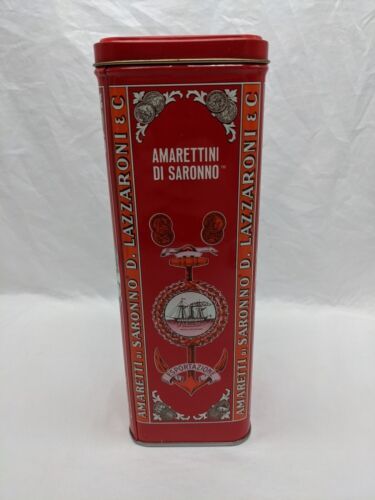 AMARETTINI
DI SARONNO™
AMARETTI DI SARONNO D. LAZZARONI & C
AMARETTI DI SARONNO D. LAZZARONI & C
ESPORTAZIONE